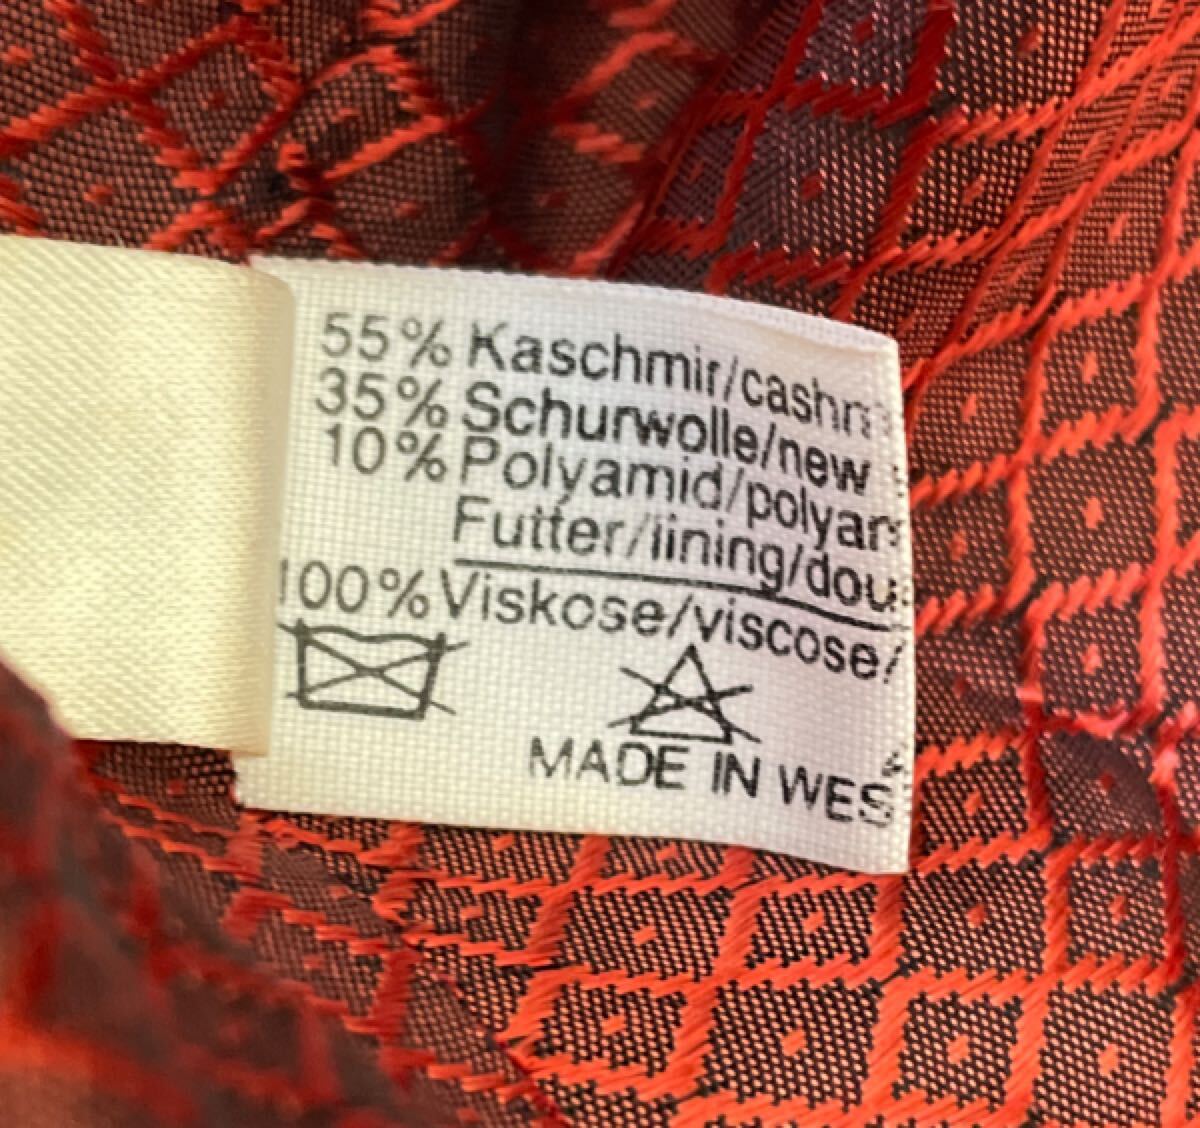 55% Kaschmir/cashm
35% Schurwolle/new
10% Polyamid/polyam
Futter/lining/dou
100% Viskose/viscose/
MADE IN WES